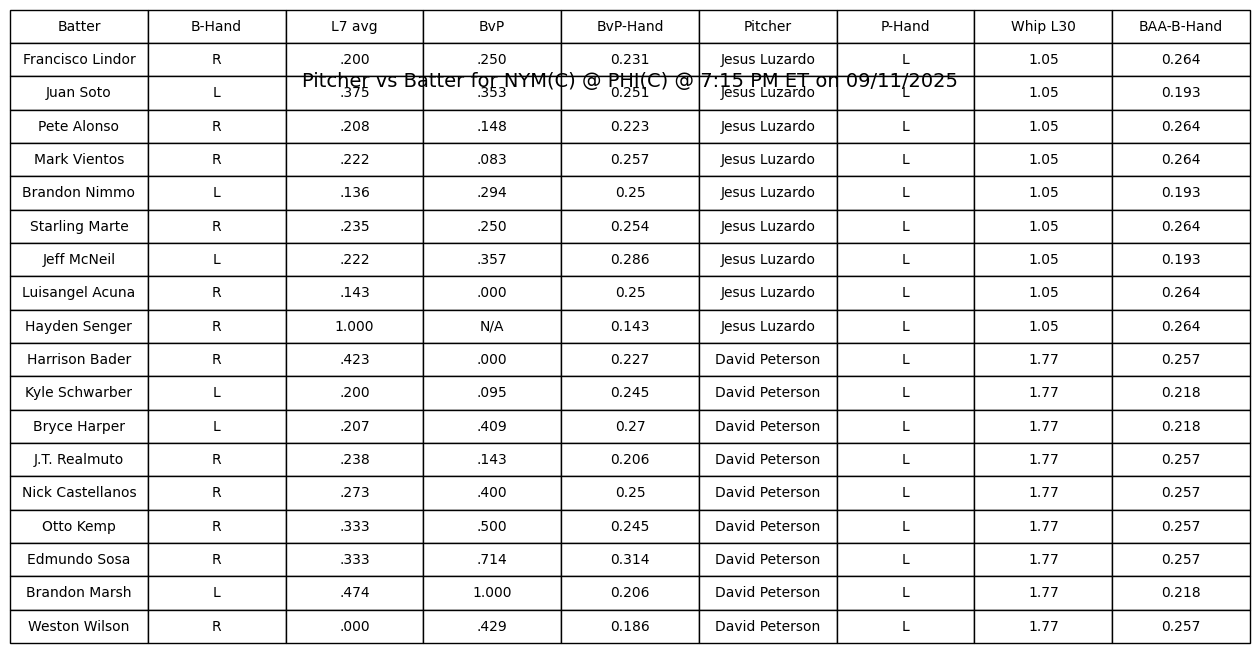 Batter B-Hand L7 avg BvP BvP-Hand Pitcher P-Hand Whip L30 BAA-B-Hand
Francisco Lindor R .200 .250 0.231 Jesus Luzardo L 1.05 0.264
Pitcher vs Batter for NYM(C) @ PHI(C) @ 7:15 PM ET on 09/11/2025
Juan Soto L .375 .353 0.251 Jesus Luzardo L 1.05 0.193
Pete Alonso R .208 .148 0.223 Jesus Luzardo L 1.05 0.264
Mark Vientos R .222 .083 0.257 Jesus Luzardo L 1.05 0.264
Brandon Nimmo L .136 .294 0.25 Jesus Luzardo L 1.05 0.193
Starling Marte R .235 .250 0.254 Jesus Luzardo L 1.05 0.264
Jeff McNeil L .222 .357 0.286 Jesus Luzardo L 1.05 0.193
Luisangel Acuna R .143 .000 0.25 Jesus Luzardo L 1.05 0.264
Hayden Senger R 1.000 N/A 0.143 Jesus Luzardo L 1.05 0.264
Harrison Bader R .423 .000 0.227 David Peterson L 1.77 0.257
Kyle Schwarber L .200 .095 0.245 David Peterson L 1.77 0.218
Bryce Harper L .207 .409 0.27 David Peterson L 1.77 0.218
J.T. Realmuto R .238 .143 0.206 David Peterson L 1.77 0.257
Nick Castellanos R .273 .400 0.25 David Peterson L 1.77 0.257
Otto Kemp R .333 .500 0.245 David Peterson L 1.77 0.257
Edmundo Sosa R .333 .714 0.314 David Peterson L 1.77 0.257
Brandon Marsh L .474 1.000 0.206 David Peterson L 1.77 0.218
Weston Wilson R .000 .429 0.186 David Peterson L 1.77 0.257